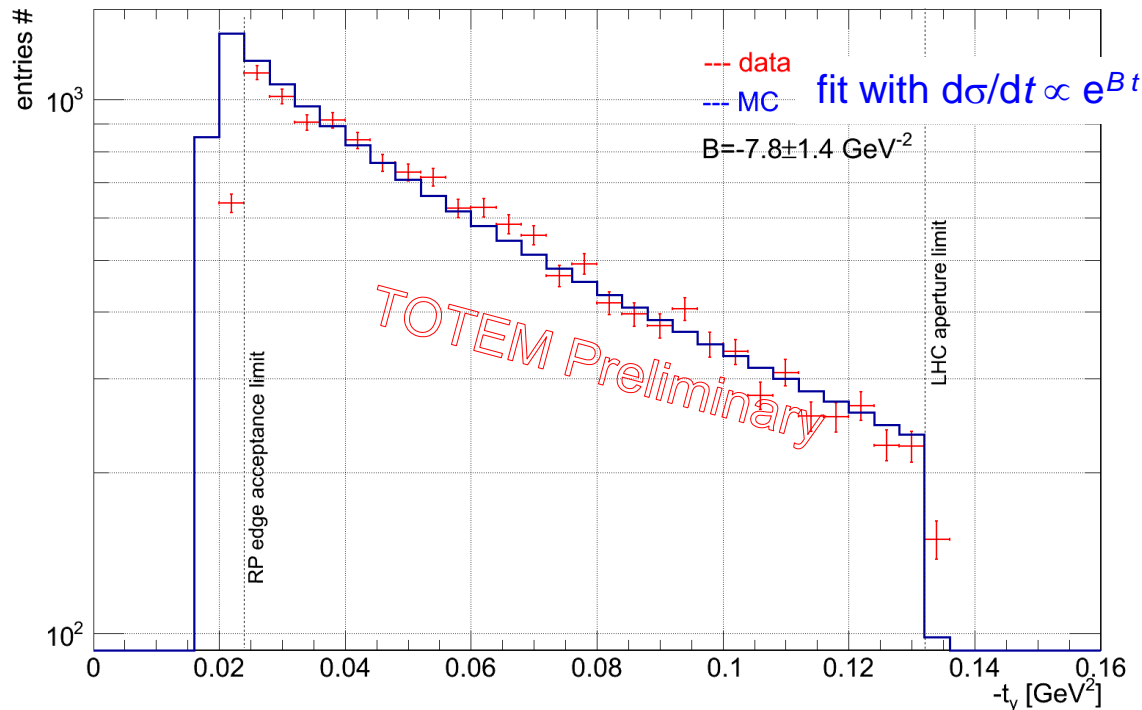 entries #
10³
10²
--- data
--- MC
fit with dσ/dt ∝ e^{B t}
B=-7.8±1.4 GeV⁻²
TOTEM Preliminary
RP edge acceptance limit
LHC aperture limit
0 0.02 0.04 0.06 0.08 0.1 0.12 0.14 0.16
-t_y [GeV²]